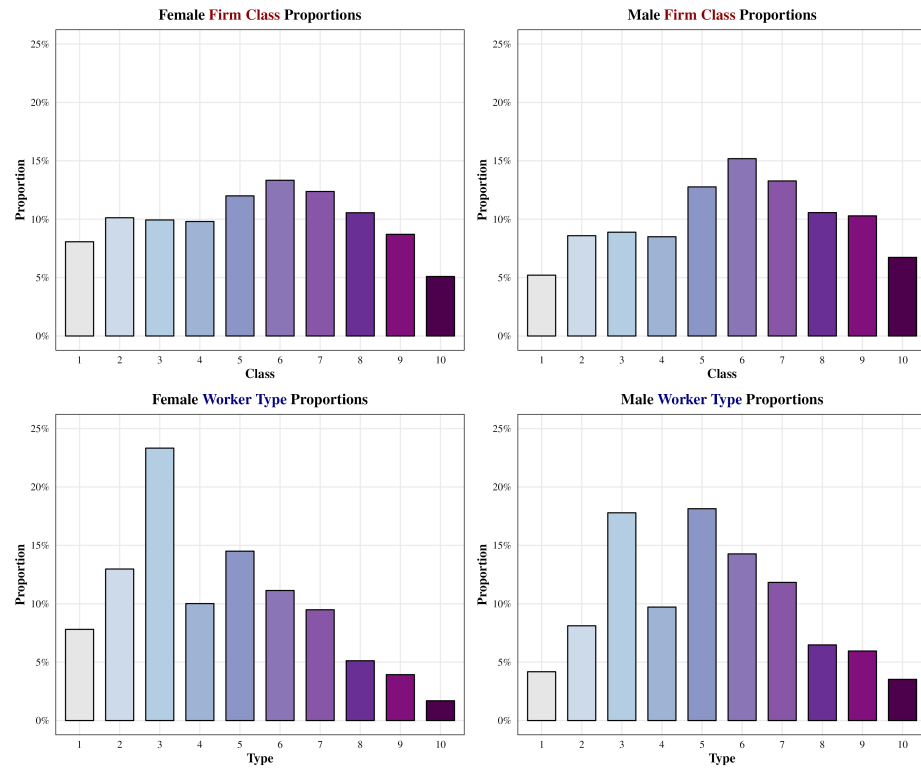 Female Firm Class Proportions
25%
20%
15%
10%
5%
0%
Proportion
1 2 3 4 5 6 7 8 9 10
Class
Male Firm Class Proportions
25%
20%
15%
10%
5%
0%
Proportion
1 2 3 4 5 6 7 8 9 10
Class
Female Worker Type Proportions
25%
20%
15%
10%
5%
0%
Proportion
1 2 3 4 5 6 7 8 9 10
Type
Male Worker Type Proportions
25%
20%
15%
10%
5%
0%
Proportion
1 2 3 4 5 6 7 8 9 10
Type